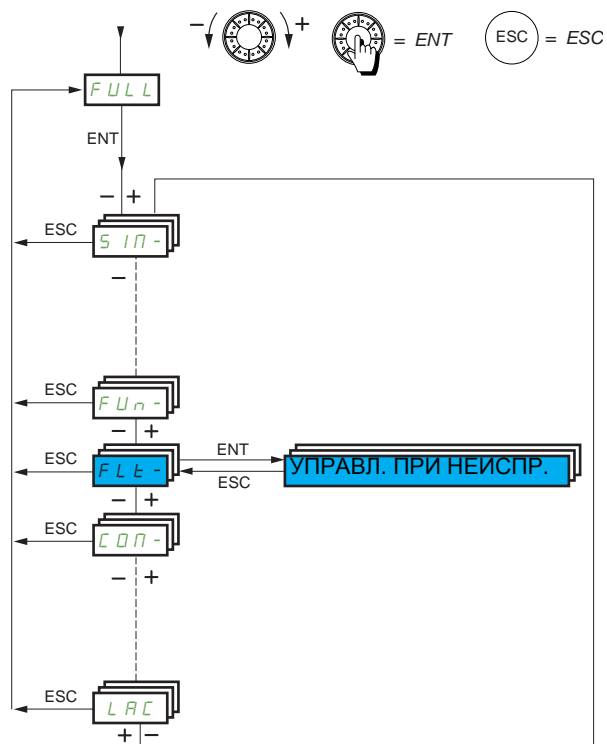 − + = ENT ESC = ESC
FULL
ENT
− +
ESC SIM-
−
ESC FUn-
− +
ESC FLt- ENT УПРАВЛ. ПРИ НЕИСПР.
ESC
− +
ESC COM-
− +
ESC LAC
+ −